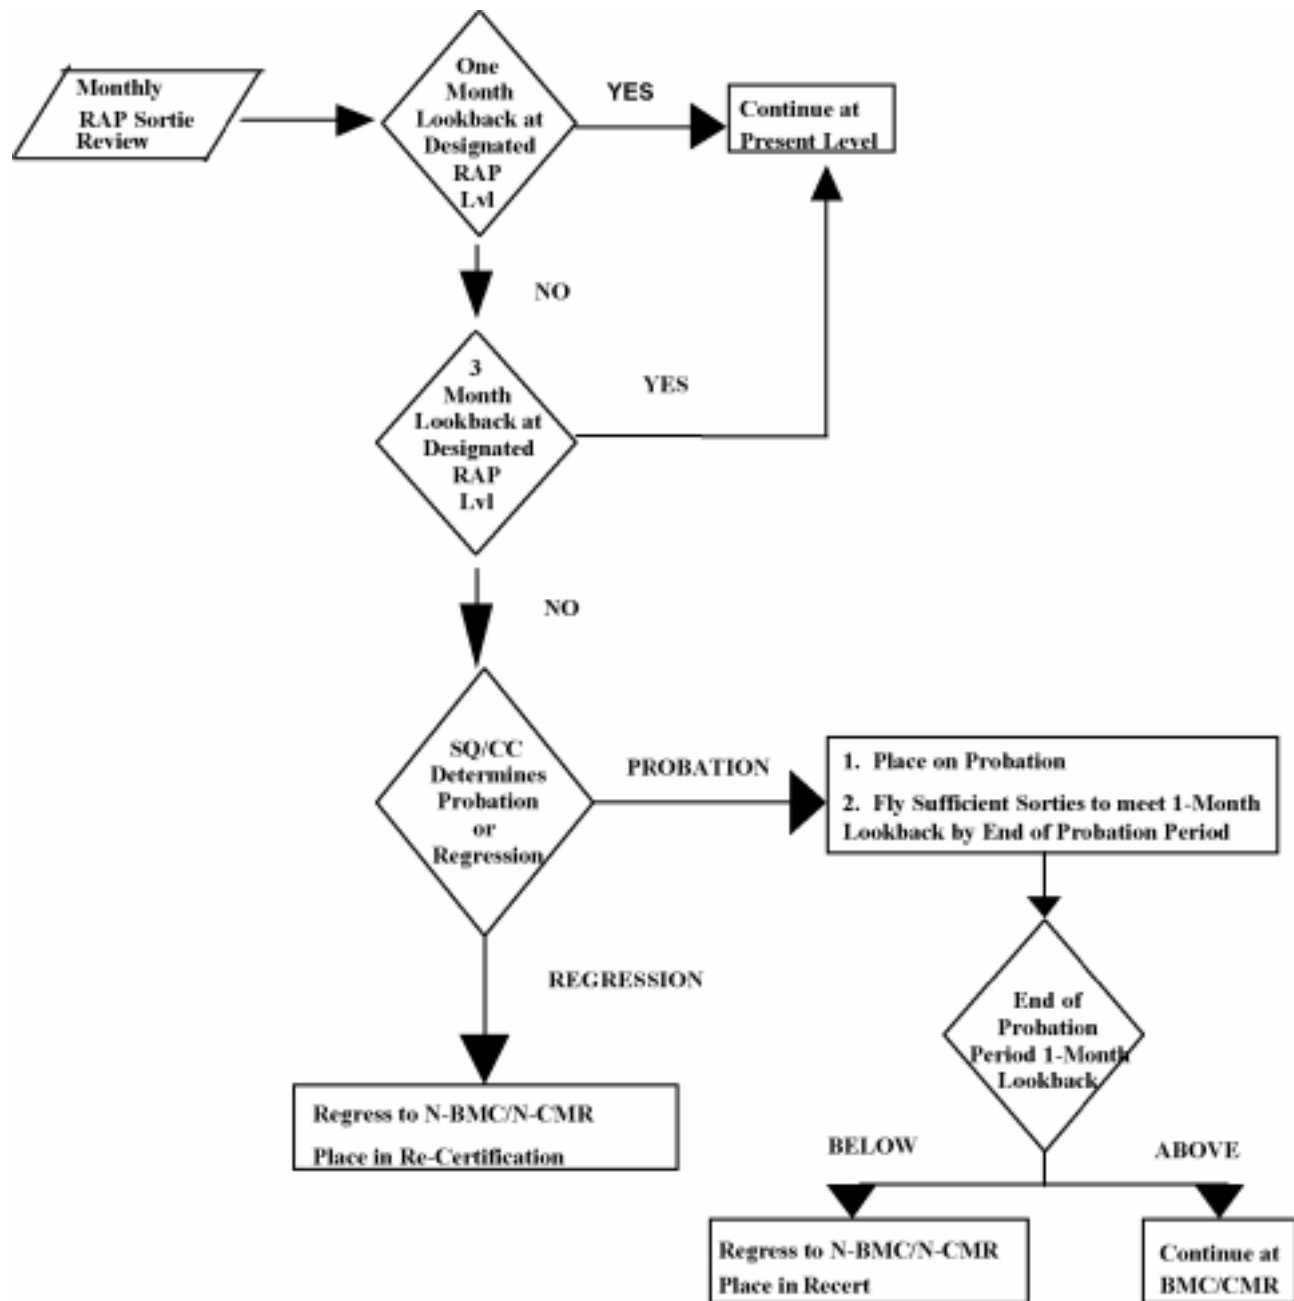 Monthly
RAP Sortie
Review
One
Month
Lookback at
Designated
RAP
Lvl
YES
Continue at
Present Level
NO
3
Month
Lookback at
Designated
RAP
Lvl
YES
NO
SQ/CC
Determines
Probation
or
Regression
PROBATION
1. Place on Probation
2. Fly Sufficient Sorties to meet 1-Month
Lookback by End of Probation Period
REGRESSION
End of
Probation
Period 1-Month
Lookback
Regress to N-BMC/N-CMR
Place in Re-Certification
BELOW
ABOVE
Regress to N-BMC/N-CMR
Place in Recert
Continue at
BMC/CMR